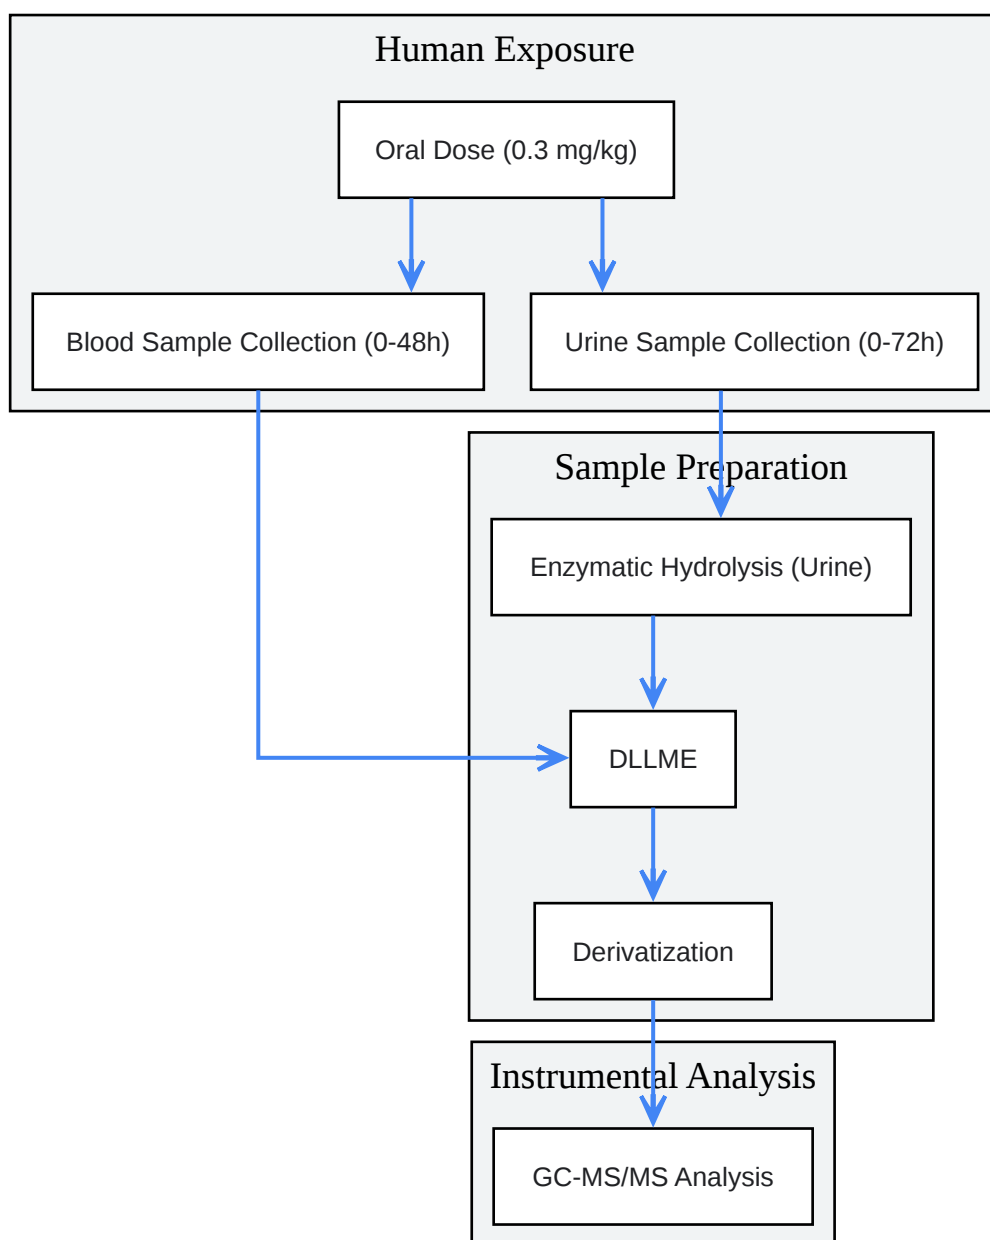 Human Exposure
Oral Dose (0.3 mg/kg)
Blood Sample Collection (0-48h)
Urine Sample Collection (0-72h)
Sample Preparation
Enzymatic Hydrolysis (Urine)
DLLME
Derivatization
Instrumental Analysis
GC-MS/MS Analysis